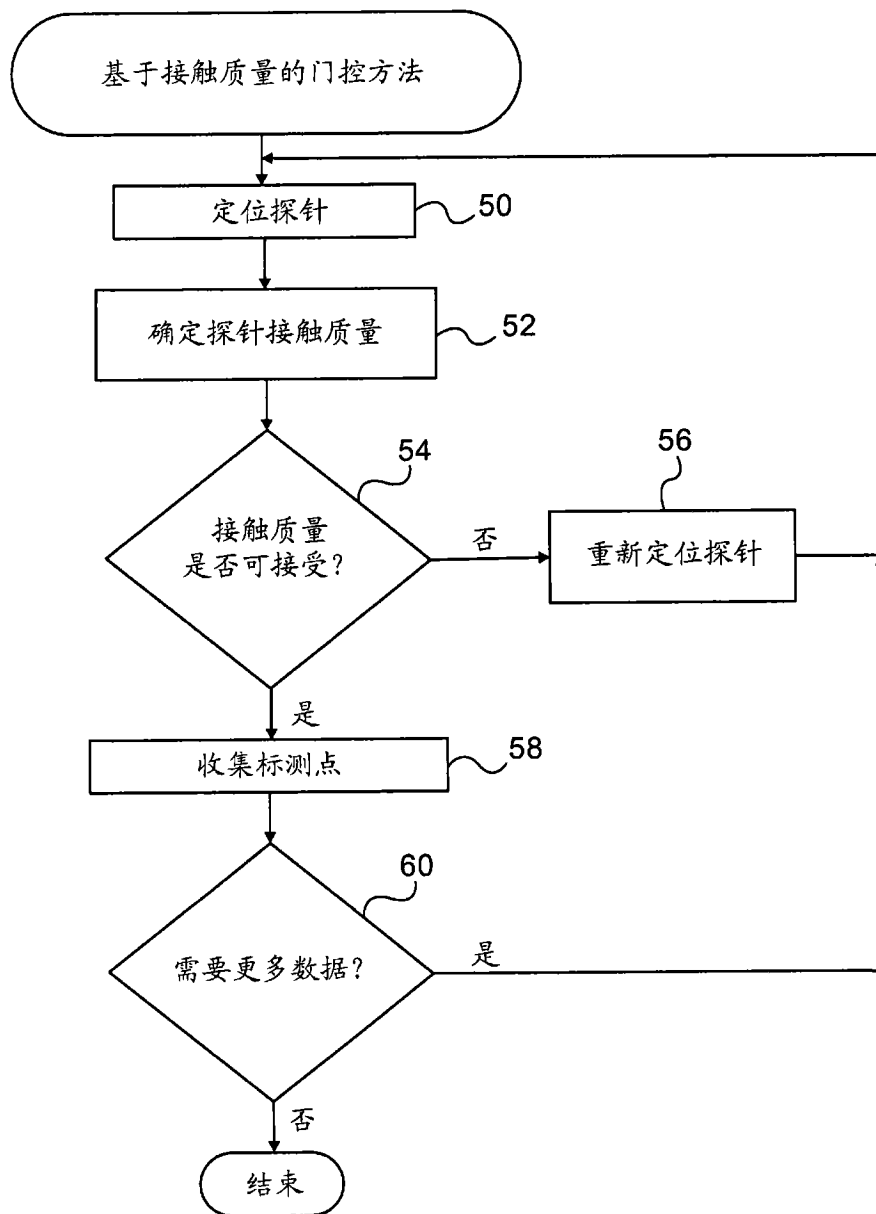 基于接触质量的门控方法
定位探针
50
确定探针接触质量
52
54
接触质量
是否可接受?
否
56
重新定位探针
是
收集标测点
58
60
需要更多数据?
是
否
结束